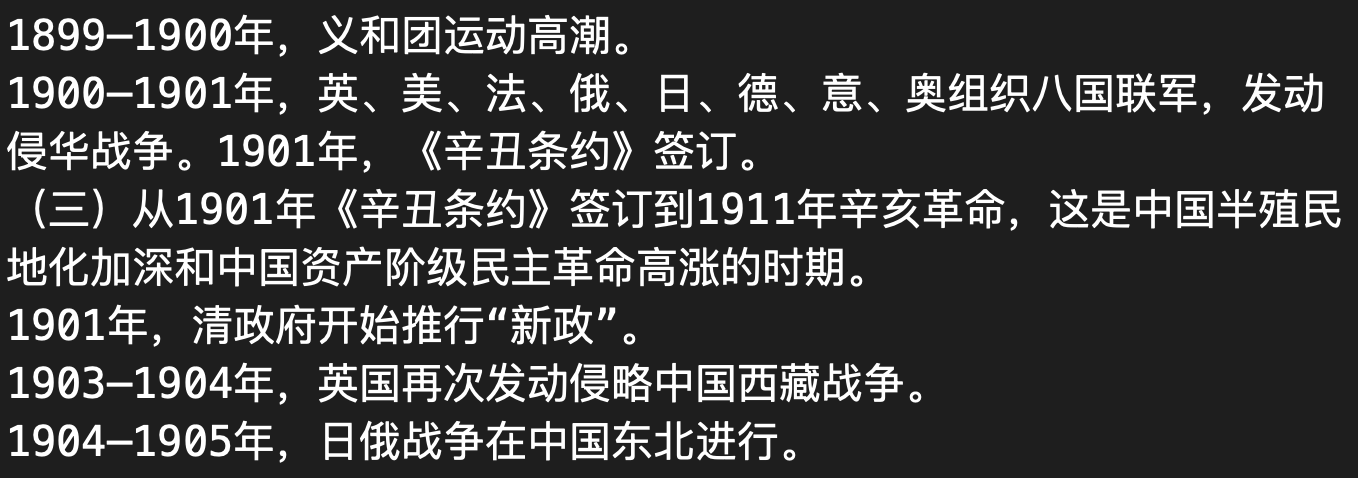 1899—1900年，义和团运动高潮。
1900—1901年，英、美、法、俄、日、德、意、奥组织八国联军，发动
侵华战争。1901年，《辛丑条约》签订。
（三）从1901年《辛丑条约》签订到1911年辛亥革命，这是中国半殖民
地化加深和中国资产阶级民主革命高涨的时期。
1901年，清政府开始推行“新政”。
1903—1904年，英国再次发动侵略中国西藏战争。
1904—1905年，日俄战争在中国东北进行。